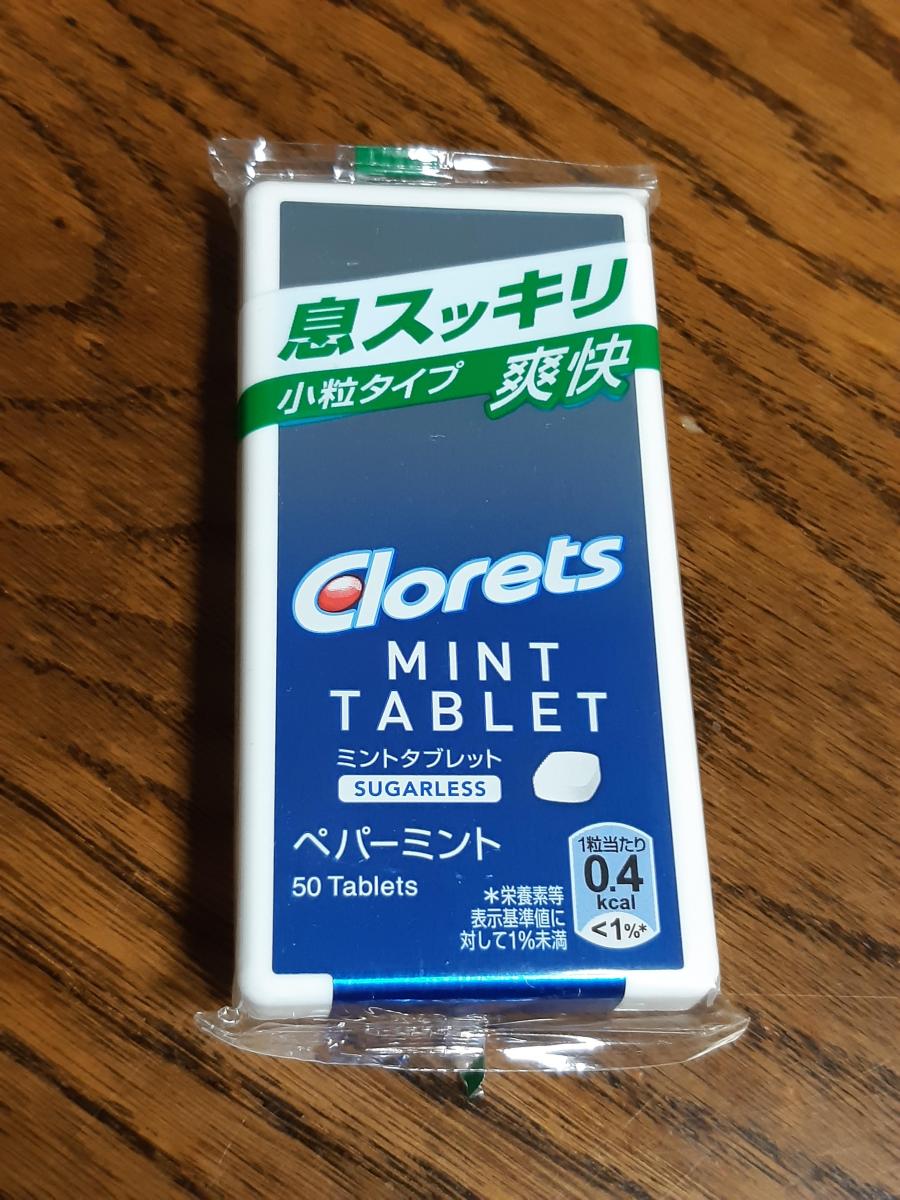 息スッキリ
小粒タイプ 爽快
Clorets
MINT
TABLET
ミントタブレット
SUGARLESS
ペパーミント
50 Tablets
1粒当たり
0.4
kcal
<1%*
＊栄養素等
表示基準値に
対して1%未満